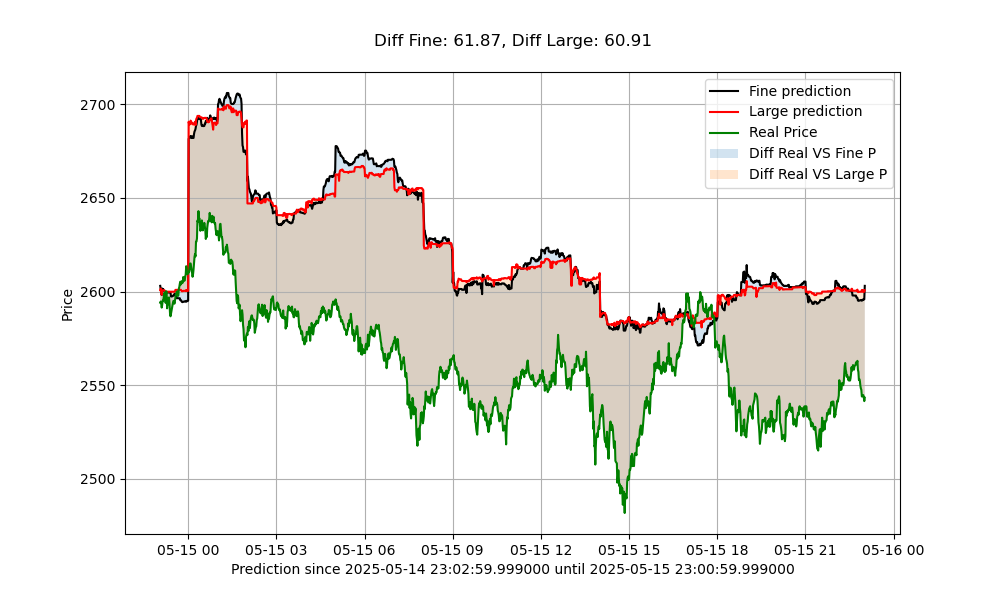 Diff Fine: 61.87, Diff Large: 60.91
Fine prediction
Large prediction
Real Price
Diff Real VS Fine P
Diff Real VS Large P
Price
2700
2650
2600
2550
2500
05-15 00 05-15 03 05-15 06 05-15 09 05-15 12 05-15 15 05-15 18 05-15 21 05-16 00
Prediction since 2025-05-14 23:02:59.999000 until 2025-05-15 23:00:59.999000